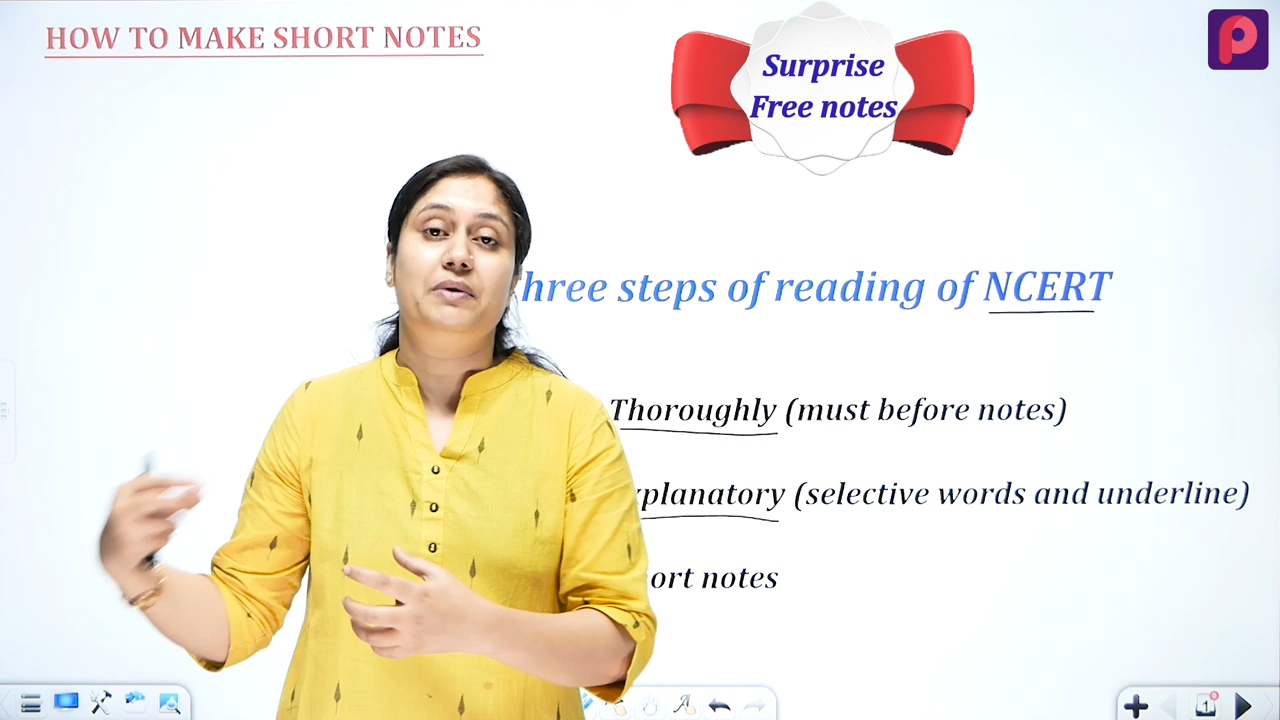 HOW TO MAKE SHORT NOTES
Surprise
Free notes
hree steps of reading of NCERT
Thoroughly (must before notes)
xplanatory (selective words and underline)
ort notes
1